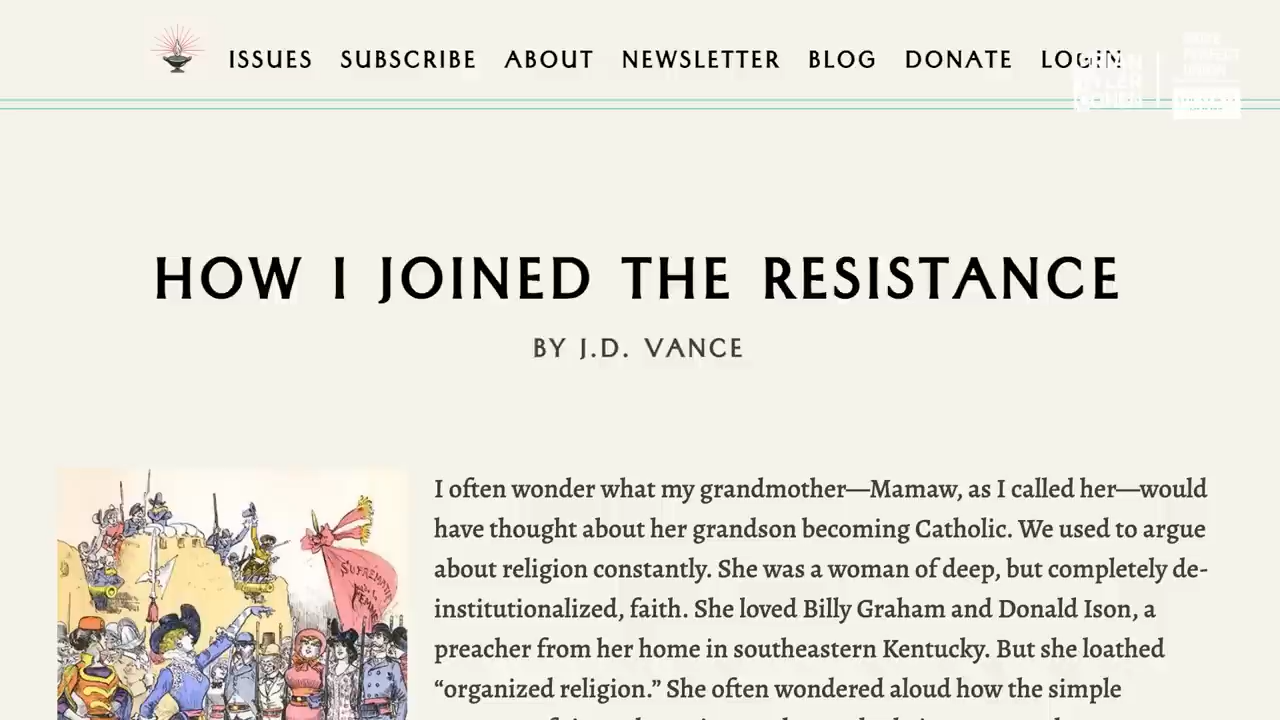 ISSUES SUBSCRIBE ABOUT NEWSLETTER BLOG DONATE LOGIN
HOW I JOINED THE RESISTANCE
BY J.D. VANCE
I often wonder what my grandmother—Mamaw, as I called her—would
have thought about her grandson becoming Catholic. We used to argue
about religion constantly. She was a woman of deep, but completely de-
institutionalized, faith. She loved Billy Graham and Donald Ison, a
preacher from her home in southeastern Kentucky. But she loathed
“organized religion.” She often wondered aloud how the simple